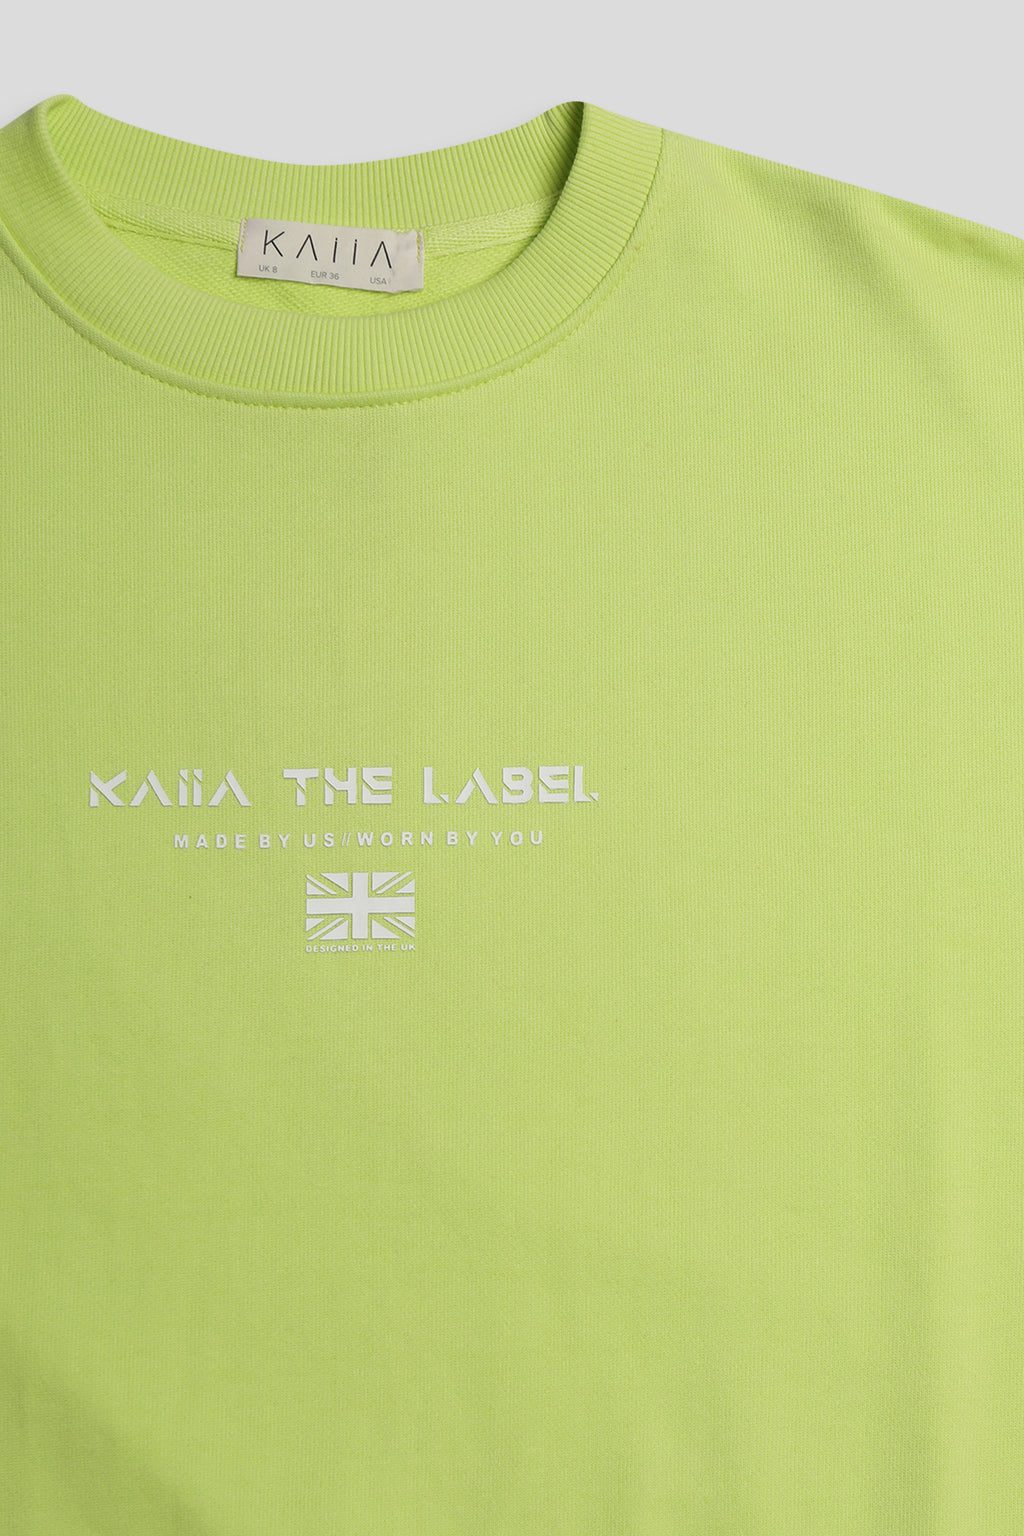 KAiiA
UK 8 EUR 36 USA
KAiiA THE LABEL
MADE BY US//WORN BY YOU
DESIGNED IN THE UK